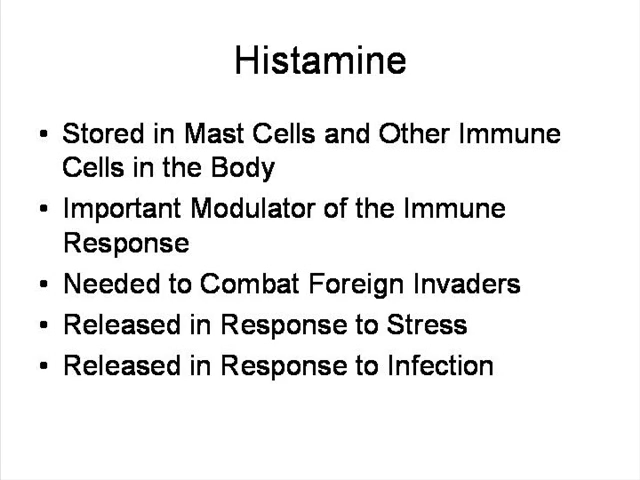 Histamine
• Stored in Mast Cells and Other Immune
Cells in the Body
• Important Modulator of the Immune
Response
• Needed to Combat Foreign Invaders
• Released in Response to Stress
• Released in Response to Infection